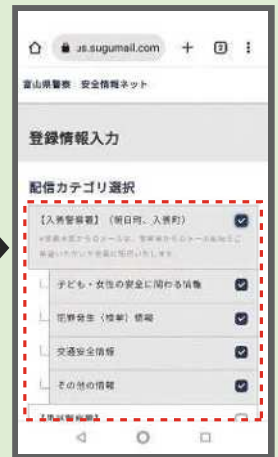 us.sugumail.com
2
富山県警察 安全情報ネット
登録情報入力
配信カテゴリ選択
【入善警察署】（朝日町、入善町）
子ども・女性の安全に関わる情報
犯罪発生（検挙）情報
交通安全情報
その他の情報